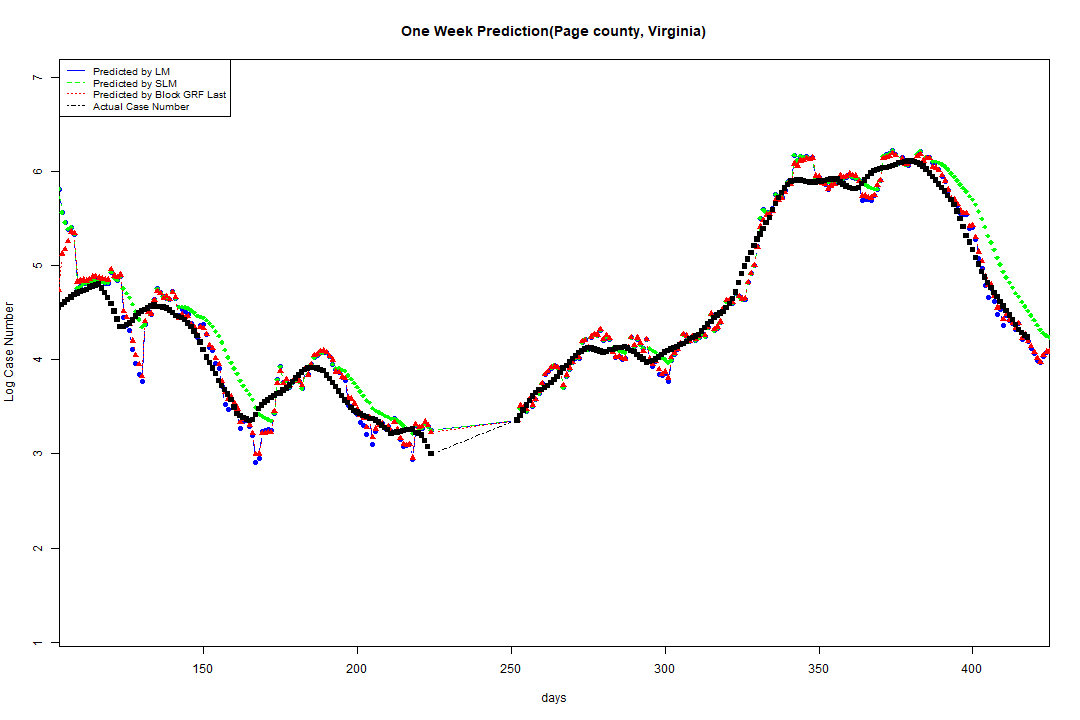 One Week Prediction(Page county, Virginia)
Predicted by LM
Predicted by SLM
Predicted by Block GRF Last
Actual Case Number
7
6
5
4
3
2
1
Log Case Number
150
200
250
300
350
400
days